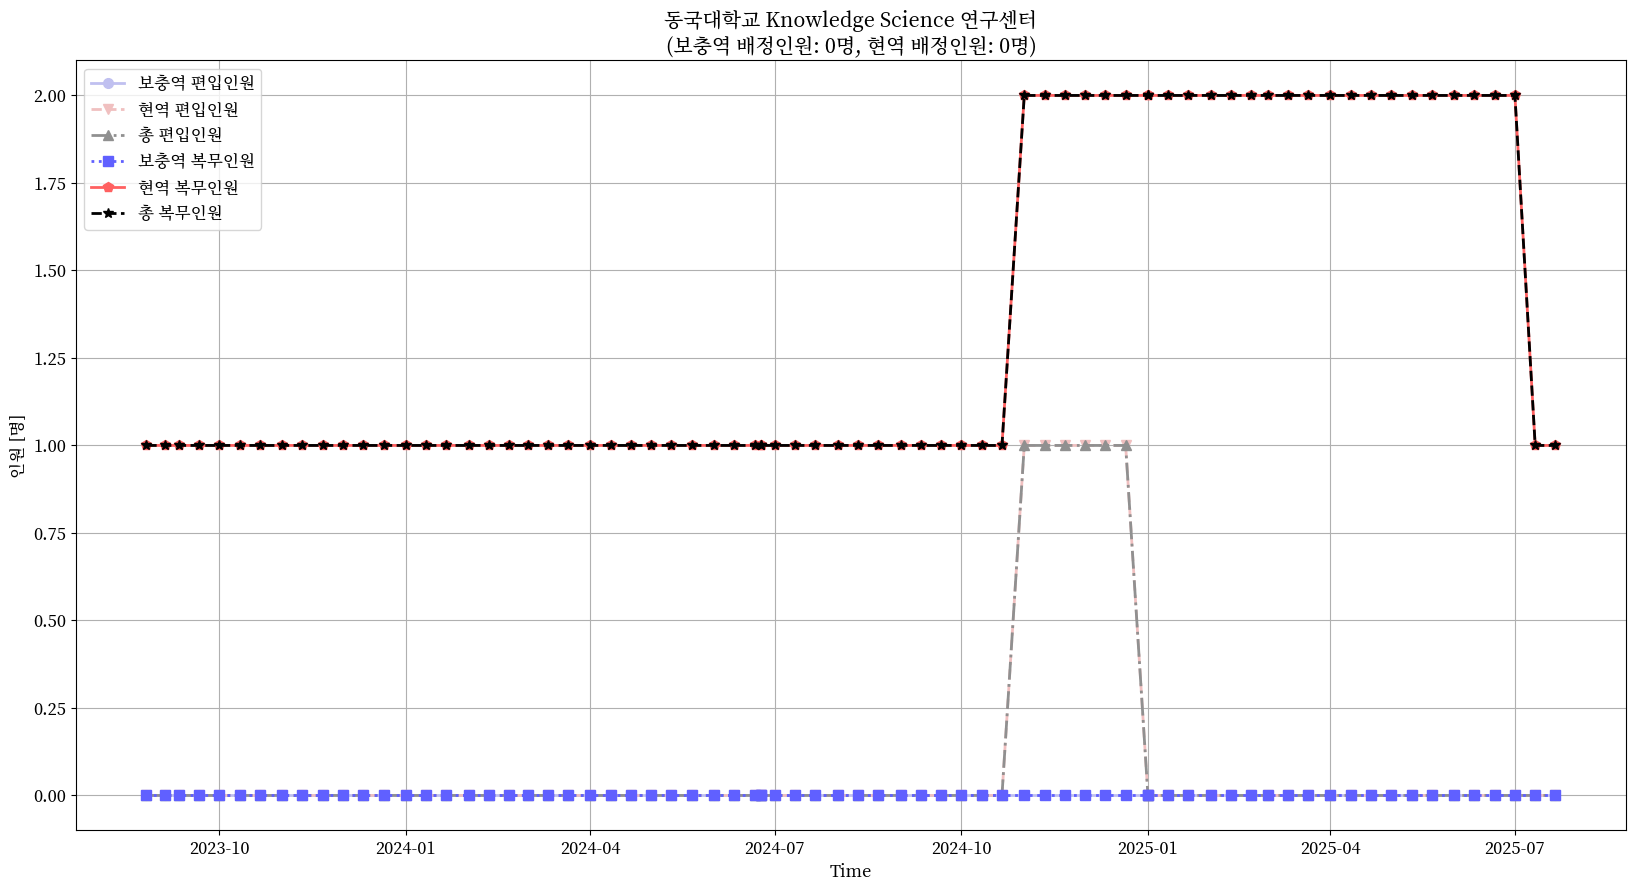 동국대학교 Knowledge Science 연구센터
(보충역 배정인원: 0명, 현역 배정인원: 0명)
보충역 편입인원
현역 편입인원
총 편입인원
보충역 복무인원
현역 복무인원
총 복무인원
인원 [명]
2.00
1.75
1.50
1.25
1.00
0.75
0.50
0.25
0.00
2023-10
2024-01
2024-04
2024-07
2024-10
2025-01
2025-04
2025-07
Time